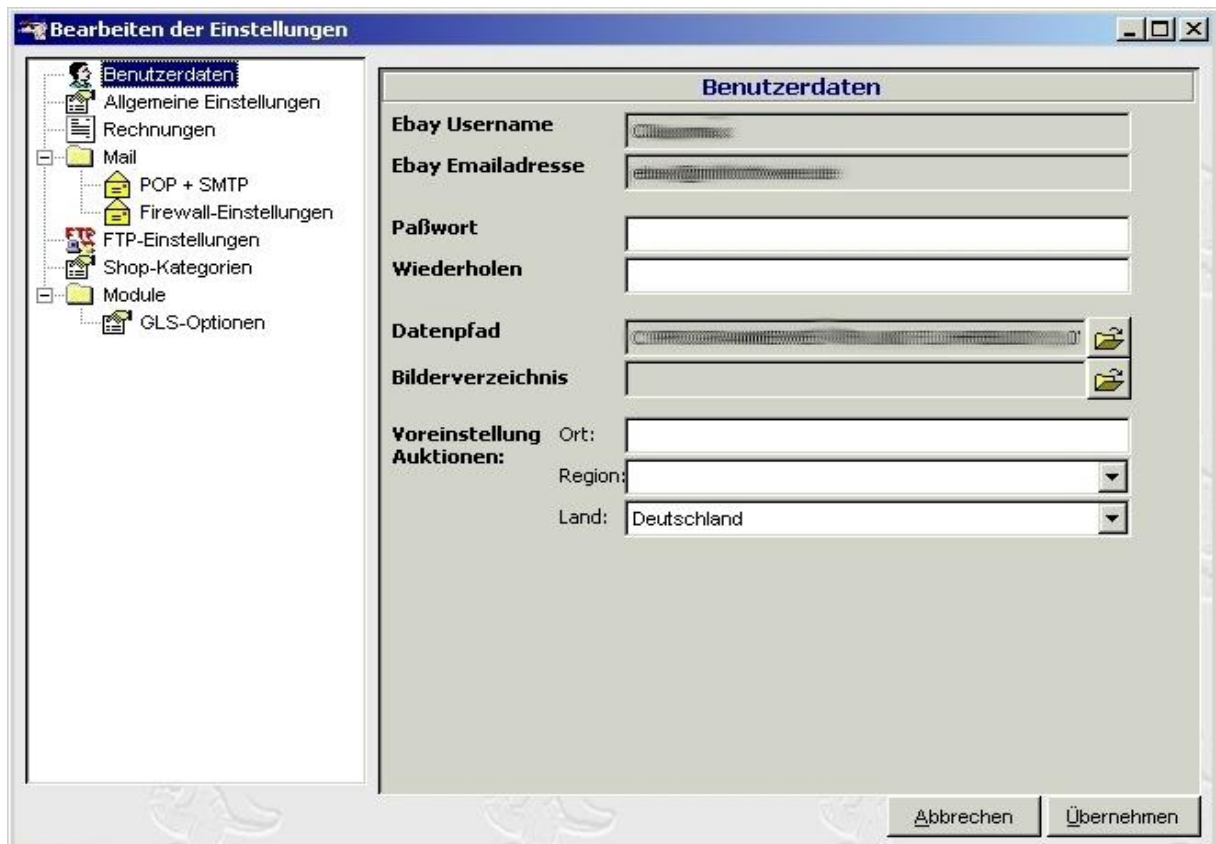 Bearbeiten der Einstellungen
Benutzerdaten
Allgemeine Einstellungen
Rechnungen
Mail
POP + SMTP
Firewall-Einstellungen
FTP-Einstellungen
Shop-Kategorien
Module
GLS-Optionen
Benutzerdaten
Ebay Username
Ebay Emailadresse
Paßwort
Wiederholen
Datenpfad
Bilderverzeichnis
Voreinstellung Ort:
Auktionen:
Region:
Land: Deutschland
Abbrechen Übernehmen